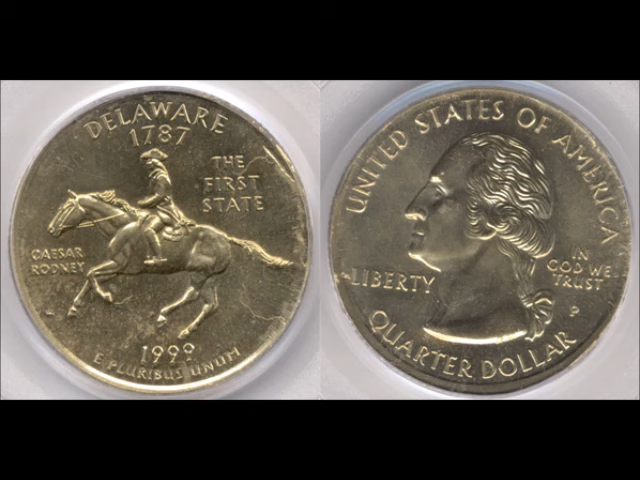 DELAWARE
1787
THE
FIRST
STATE
CAESAR
RODNEY
1999
E PLURIBUS UNUM
UNITED STATES OF AMERICA
LIBERTY
IN
GOD WE
TRUST
P
QUARTER DOLLAR